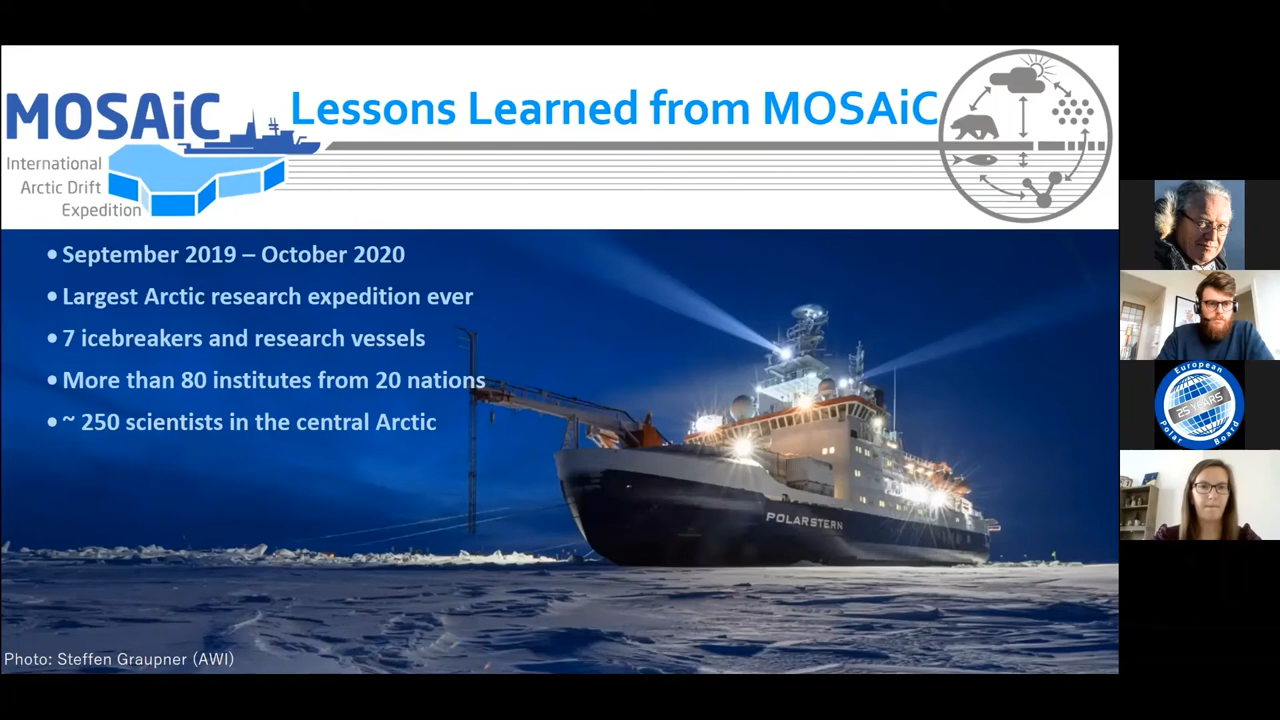 MOSAiC
International
Arctic Drift
Expedition
Lessons Learned from MOSAiC
• September 2019 – October 2020
• Largest Arctic research expedition ever
• 7 icebreakers and research vessels
• More than 80 institutes from 20 nations
• ~ 250 scientists in the central Arctic
POLARSTERN
Photo: Steffen Graupner (AWI)
European
25 YEARS
Polar Board